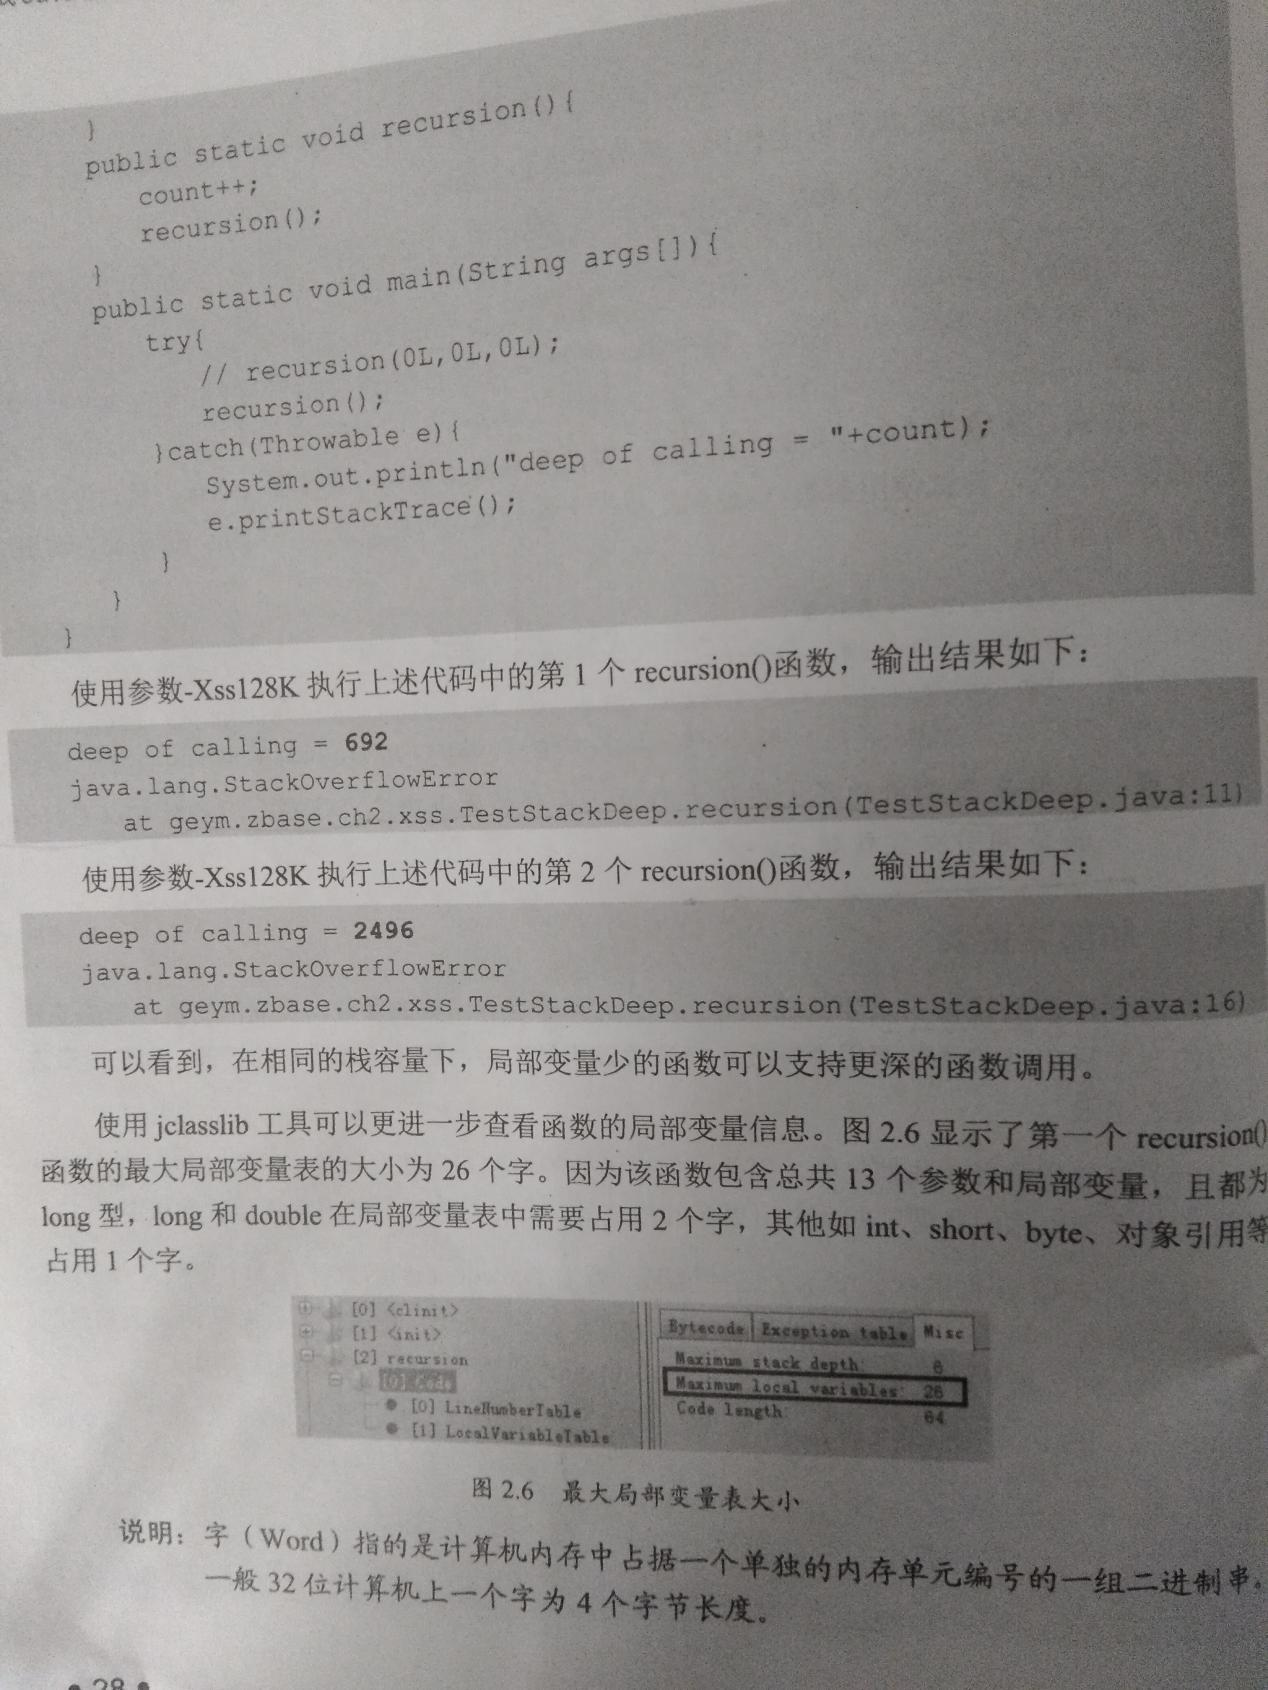 }
public static void recursion(){
count++;
recursion();
}
public static void main(String args[]){
try{
// recursion(0L,0L,0L);
recursion();
}catch(Throwable e){
System.out.println("deep of calling = "+count);
e.printStackTrace();
}
}
}
使用参数-Xss128K 执行上述代码中的第 1 个 recursion()函数，输出结果如下：
deep of calling = 692
java.lang.StackOverflowError
at geym.zbase.ch2.xss.TestStackDeep.recursion(TestStackDeep.java:11)
使用参数-Xss128K 执行上述代码中的第 2 个 recursion()函数，输出结果如下：
deep of calling = 2496
java.lang.StackOverflowError
at geym.zbase.ch2.xss.TestStackDeep.recursion(TestStackDeep.java:16)
可以看到，在相同的栈容量下，局部变量少的函数可以支持更深的函数调用。
使用 jclasslib 工具可以更进一步查看函数的局部变量信息。图 2.6 显示了第一个 recursion()
函数的最大局部变量表的大小为 26 个字。因为该函数包含总共 13 个参数和局部变量，且都为
long 型，long 和 double 在局部变量表中需要占用 2 个字，其他如 int、short、byte、对象引用等
占用 1 个字。
[0] <clinit>
[1] <init>
[2] recursion
[0] Code
[0] LineNumberTable
[1] LocalVariableTable
Bytecode Exception table Misc
Maximum stack depth: 6
Maximum local variables: 26
Code length: 64
图 2.6 最大局部变量表大小
说明：字（Word）指的是计算机内存中占据一个单独的内存单元编号的一组二进制串。
一般 32 位计算机上一个字为 4 个字节长度。
• 28 •